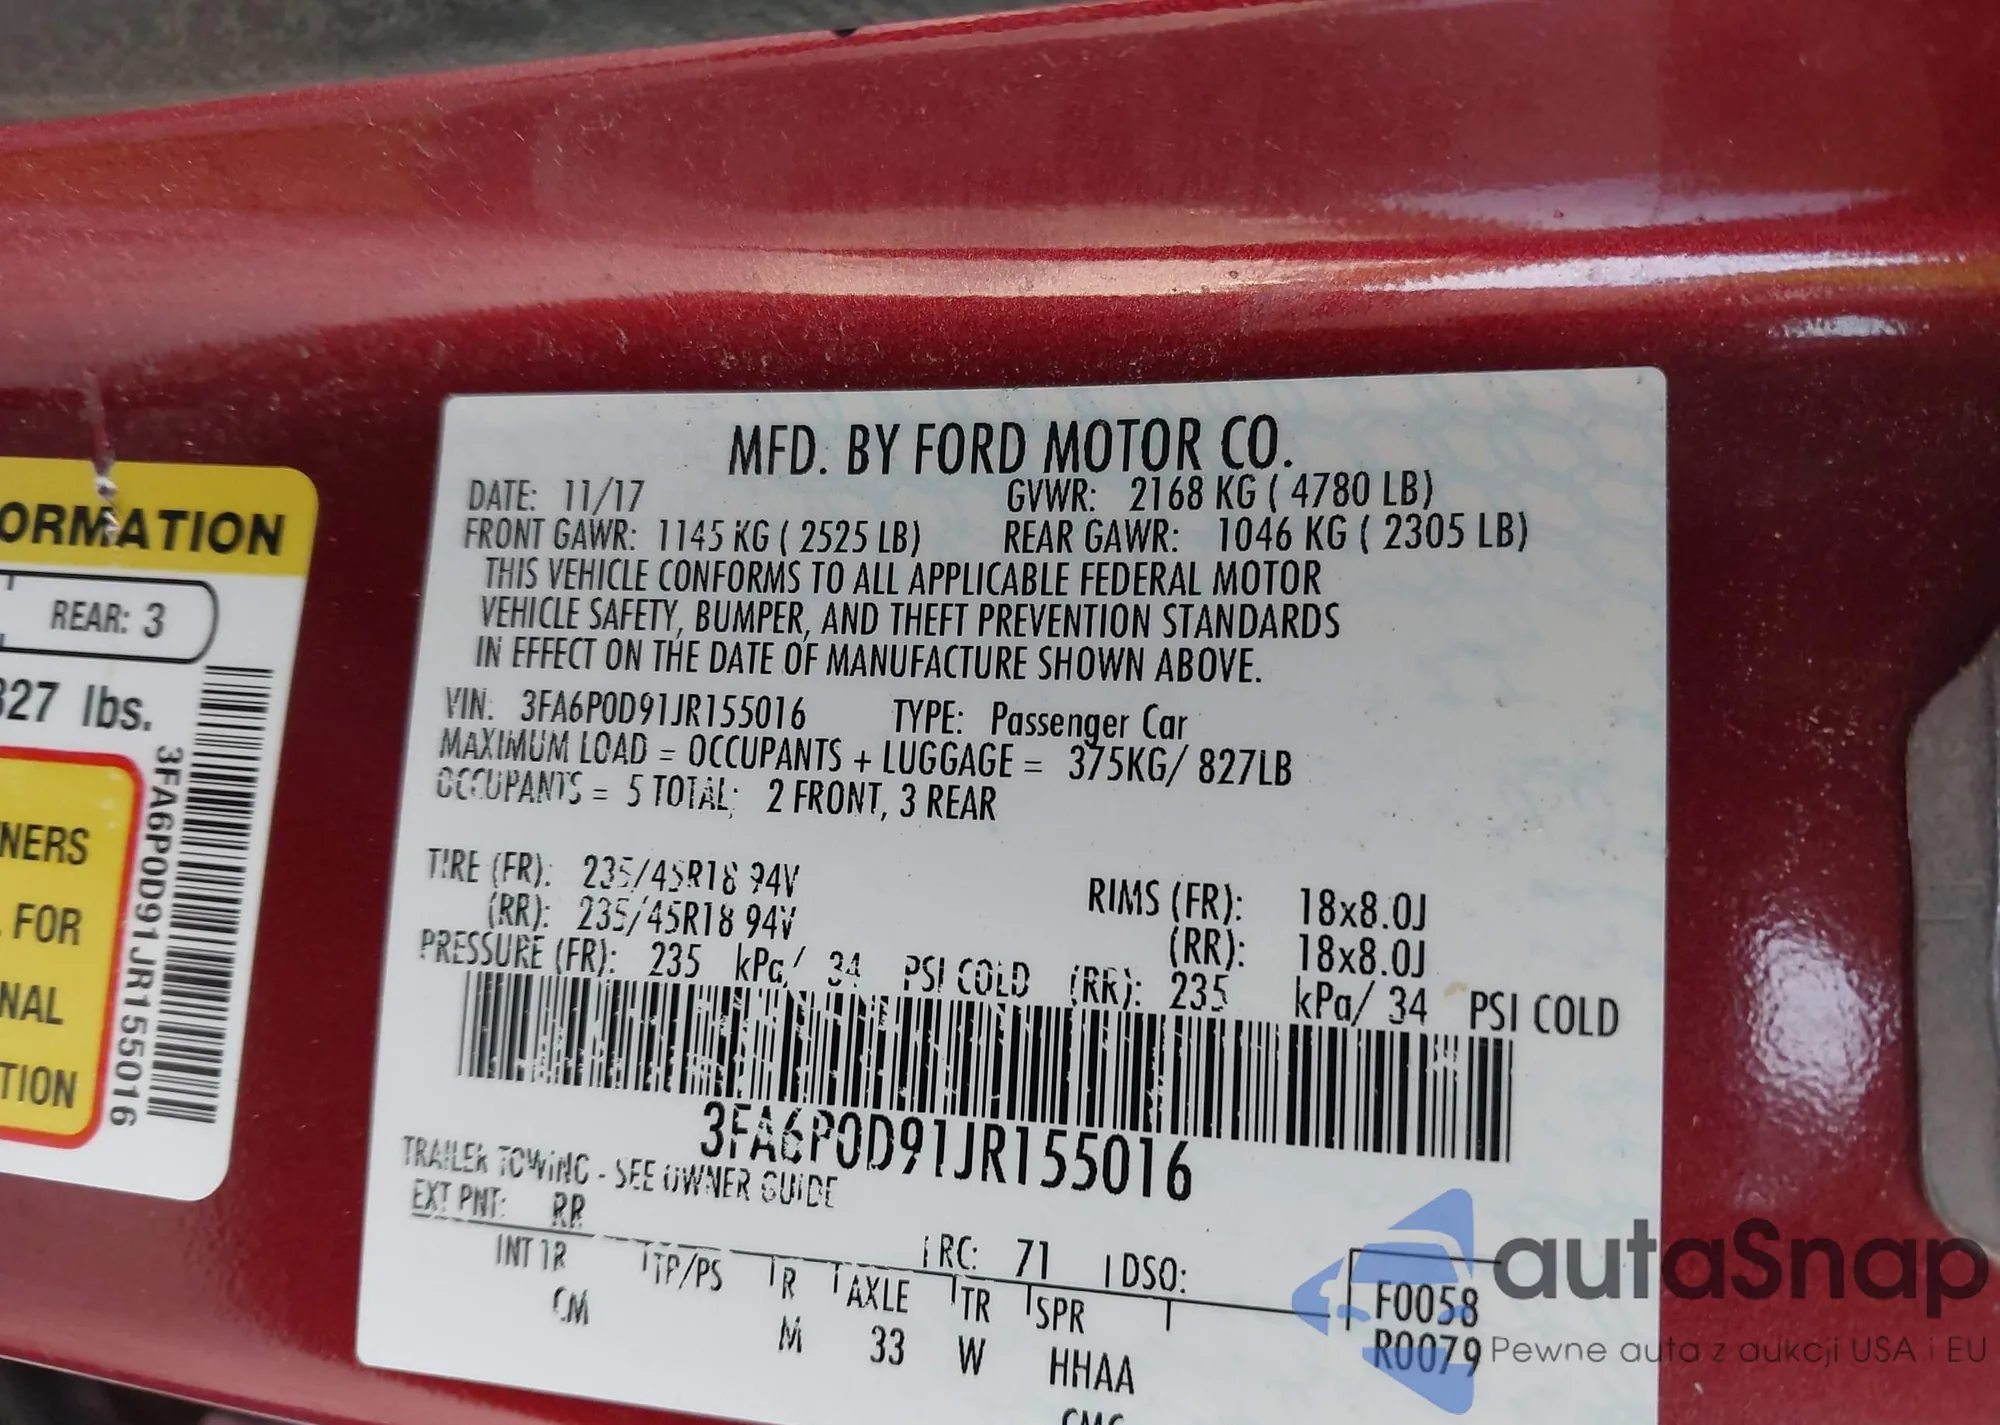 ORMATION
REAR: 3
827 lbs.
NERS
FOR
NAL
TION
3FA6P0D91JR155016
MFD. BY FORD MOTOR CO.
DATE: 11/17 GVWR: 2168 KG ( 4780 LB)
FRONT GAWR: 1145 KG ( 2525 LB) REAR GAWR: 1046 KG ( 2305 LB)
THIS VEHICLE CONFORMS TO ALL APPLICABLE FEDERAL MOTOR
VEHICLE SAFETY, BUMPER, AND THEFT PREVENTION STANDARDS
IN EFFECT ON THE DATE OF MANUFACTURE SHOWN ABOVE.
VIN: 3FA6P0D91JR155016 TYPE: Passenger Car
MAXIMUM LOAD = OCCUPANTS + LUGGAGE = 375KG/ 827LB
OCCUPANTS = 5 TOTAL; 2 FRONT, 3 REAR
TIRE (FR): 235/45R18 94V RIMS (FR): 18x8.0J
(RR): 235/45R18 94V (RR): 18x8.0J
PRESSURE (FR): 235 kPa/ 34 PSI COLD (RR): 235 kPa/ 34 PSI COLD
3FA6P0D91JR155016
TRAILER TOWING - SEE OWNER GUIDE
EXT PNT: RR RC: 71 DSO:
INT TR TP/PS R AXLE TR SPR F0058
CM M 33 W HHAA R0079
autaSnap
Pewne auta z aukcji USA i EU